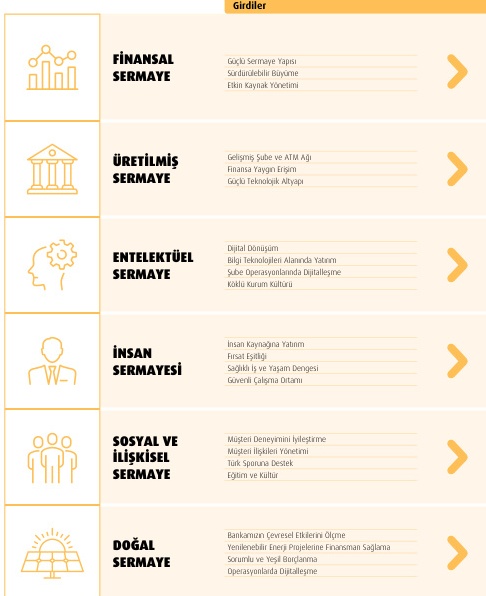 Girdiler
FİNANSAL
SERMAYE
Güçlü Sermaye Yapısı
Sürdürülebilir Büyüme
Etkin Kaynak Yönetimi
ÜRETİLMİŞ
SERMAYE
Gelişmiş Şube ve ATM Ağı
Finansa Yaygın Erişim
Güçlü Teknolojik Altyapı
ENTELEKTÜEL
SERMAYE
Dijital Dönüşüm
Bilgi Teknolojileri Alanında Yatırım
Şube Operasyonlarında Dijitalleşme
Köklü Kurum Kültürü
İNSAN
SERMAYESİ
İnsan Kaynağına Yatırım
Fırsat Eşitliği
Sağlıklı İş ve Yaşam Dengesi
Güvenli Çalışma Ortamı
SOSYAL VE
İLİŞKİSEL
SERMAYE
Müşteri Deneyimini İyileştirme
Müşteri İlişkileri Yönetimi
Türk Sporuna Destek
Eğitim ve Kültür
DOĞAL
SERMAYE
Bankamızın Çevresel Etkilerini Ölçme
Yenilenebilir Enerji Projelerine Finansman Sağlama
Sorumlu ve Yeşil Borçlanma
Operasyonlarda Dijitalleşme